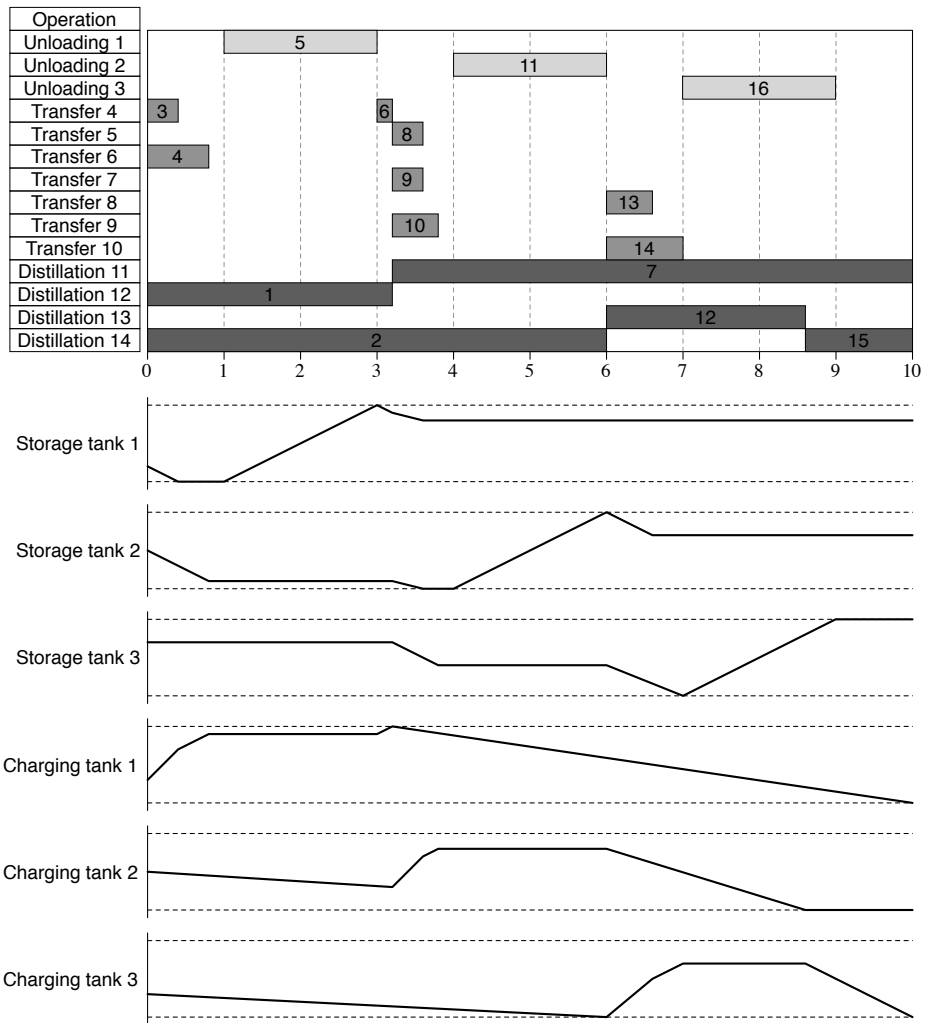 Operation
Unloading 1 5
Unloading 2 11
Unloading 3 16
Transfer 4 3 6
Transfer 5 8
Transfer 6 4
Transfer 7 9
Transfer 8 13
Transfer 9 10
Transfer 10 14
Distillation 11 7
Distillation 12 1
Distillation 13 12
Distillation 14 2 15
0 1 2 3 4 5 6 7 8 9 10
Storage tank 1
Storage tank 2
Storage tank 3
Charging tank 1
Charging tank 2
Charging tank 3